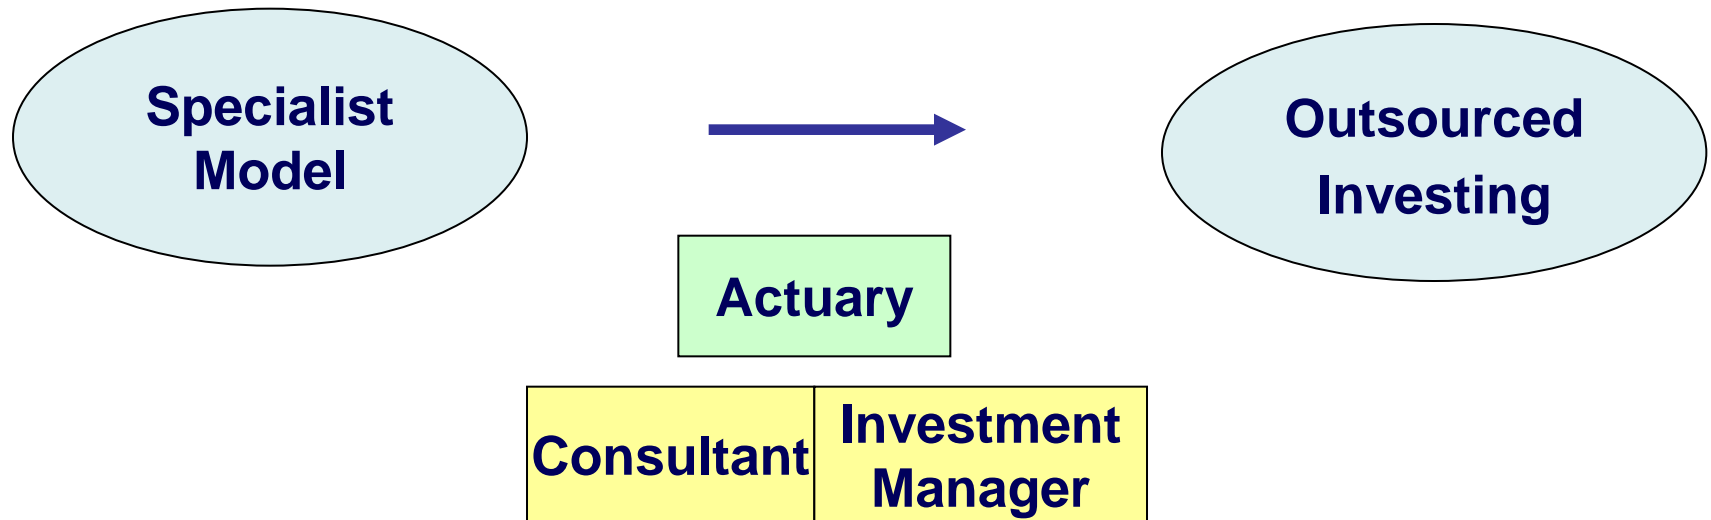 Specialist
Model
Outsourced
Investing
Actuary
Consultant
Investment
Manager